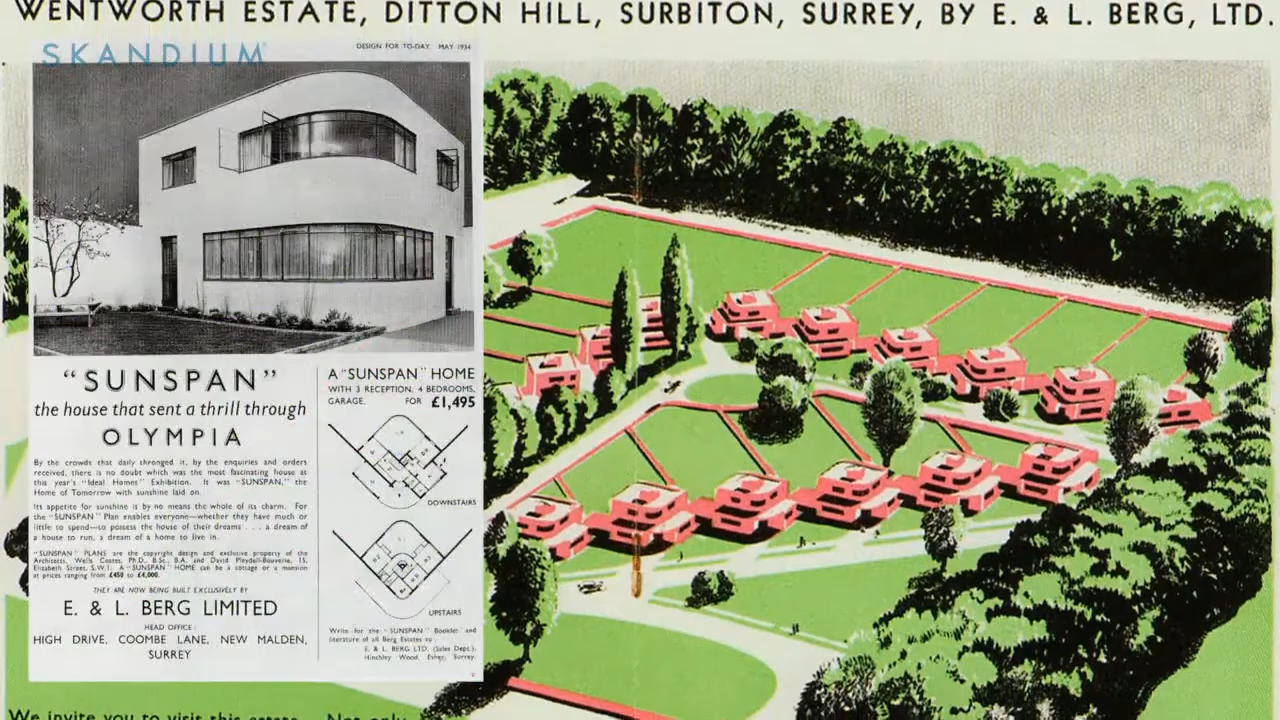 WENTWORTH ESTATE, DITTON HILL, SURBITON, SURREY, BY E. & L. BERG, LTD.
SKANDIUM
DESIGN FOR TO-DAY. MAY 1934
"SUNSPAN"
the house that sent a thrill through
OLYMPIA
By the crowds that daily thronged it, by the enquiries and orders
received, there is no doubt which was the most fascinating house at
this year's "Ideal Homes" Exhibition. It was "SUNSPAN," the
Home of Tomorrow with sunshine laid on.
Its appetite for sunshine is by no means the whole of its charm. For
the "SUNSPAN" Plan enables everyone—whether they have much or
little to spend—to possess the house of their dreams . . . a dream of
a house to run, a dream of a home to live in.
"SUNSPAN" PLANS are the copyright design and exclusive property of the
Architects, Wells Coates, Ph.D., B.Sc., B.A. and David Pleydell-Bouverie, 15,
Elizabeth Street, S.W.1. A "SUNSPAN" HOME can be a cottage or a mansion
at prices ranging from £450 to £4,000.
THEY ARE NOW BEING BUILT EXCLUSIVELY BY
E. & L. BERG LIMITED
HEAD OFFICE :
HIGH DRIVE, COOMBE LANE, NEW MALDEN,
SURREY
A "SUNSPAN" HOME
WITH 3 RECEPTION, 4 BEDROOMS,
GARAGE, FOR £1,495
DOWNSTAIRS
UPSTAIRS
Write for the "SUNSPAN" Booklet and
literature of all Berg Estates to :
E. & L. BERG LTD. (Sales Dept.),
Hinchley Wood, Esher, Surrey.
We invite you to visit this estate. Not only